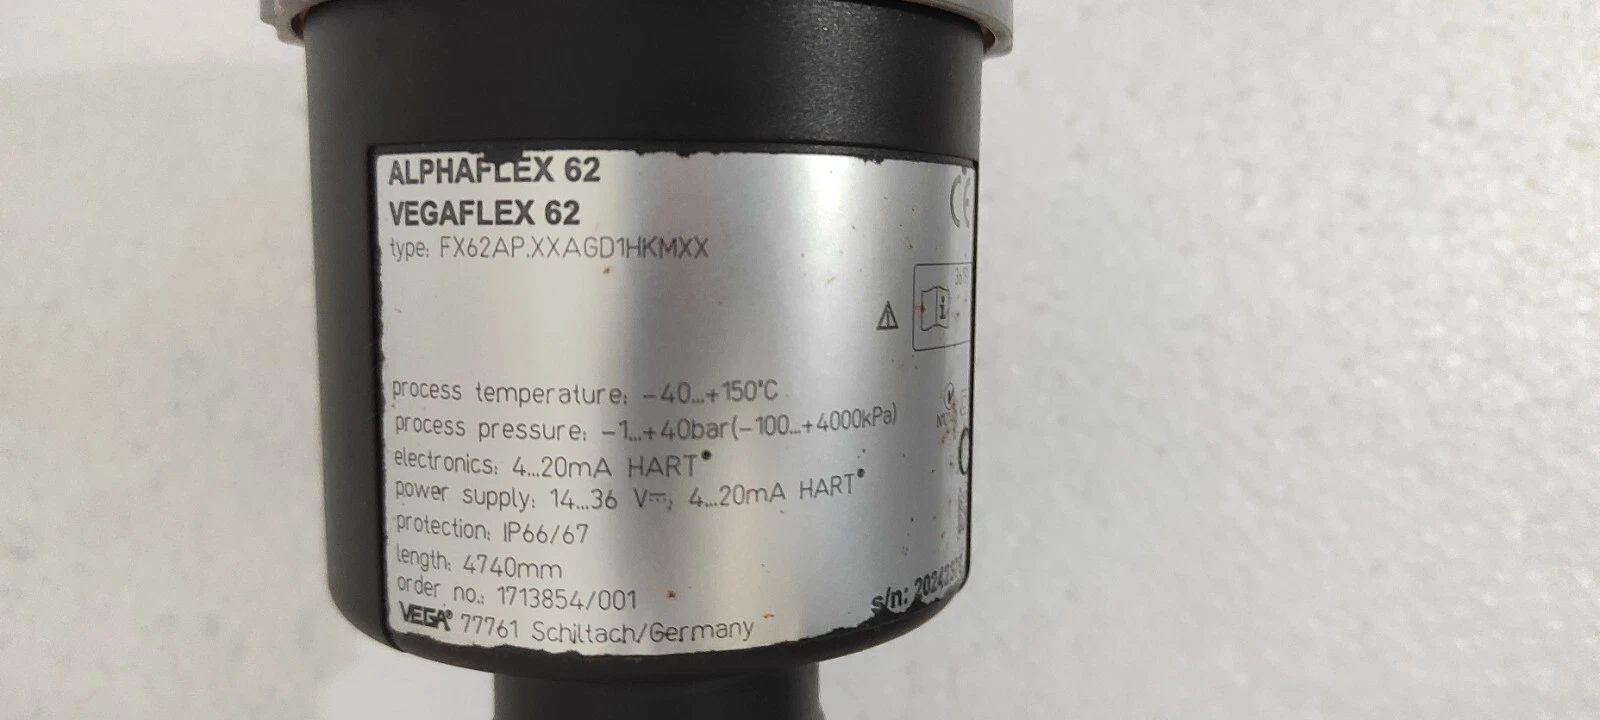 ALPHAFLEX 62
VEGAFLEX 62
type: FX62AP.XXAGD1HKMXX
CE
i
process temperature: -40...+150°C
process pressure: -1...+40bar(-100...+4000kPa)
electronics: 4...20mA HART®
power supply: 14...36 V⎓, 4...20mA HART®
protection: IP66/67
length: 4740mm
order no.: 1713854/001
s/n:
VEGA® 77761 Schiltach/Germany